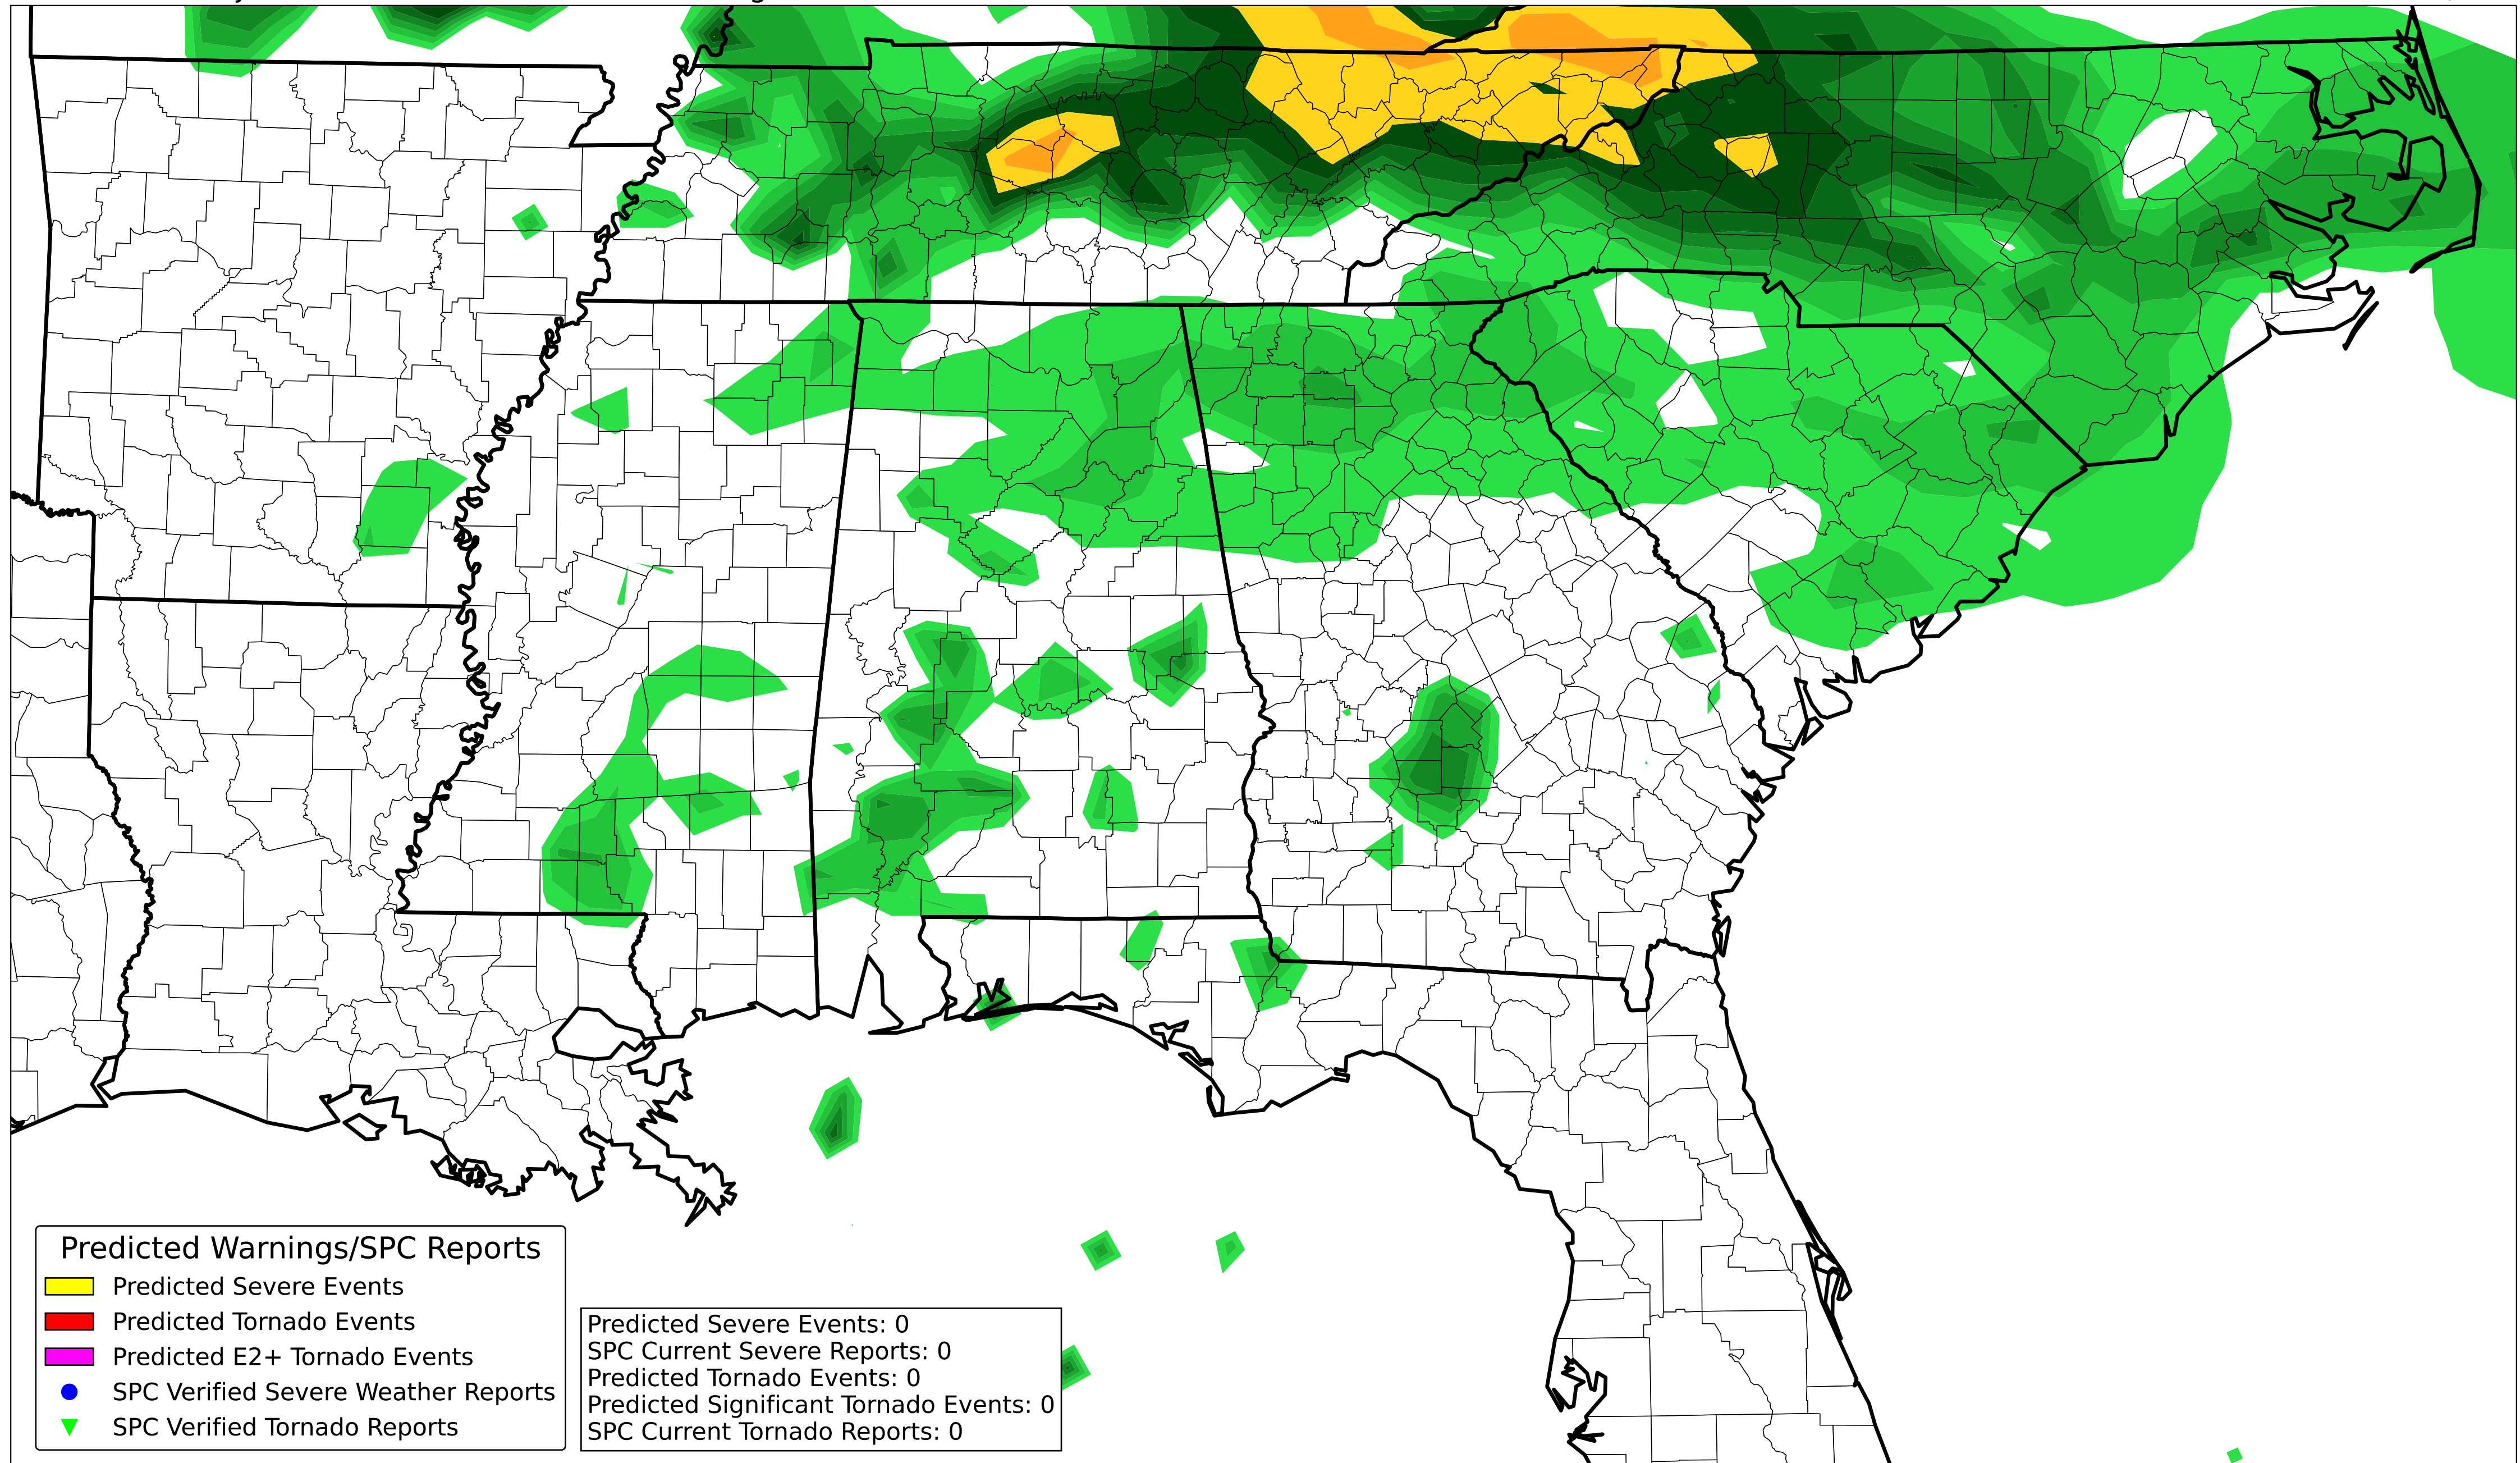 Predicted Warnings/SPC Reports
Predicted Severe Events
Predicted Tornado Events
Predicted E2+ Tornado Events
SPC Verified Severe Weather Reports
SPC Verified Tornado Reports
Predicted Severe Events: 0
SPC Current Severe Reports: 0
Predicted Tornado Events: 0
Predicted Significant Tornado Events: 0
SPC Current Tornado Reports: 0